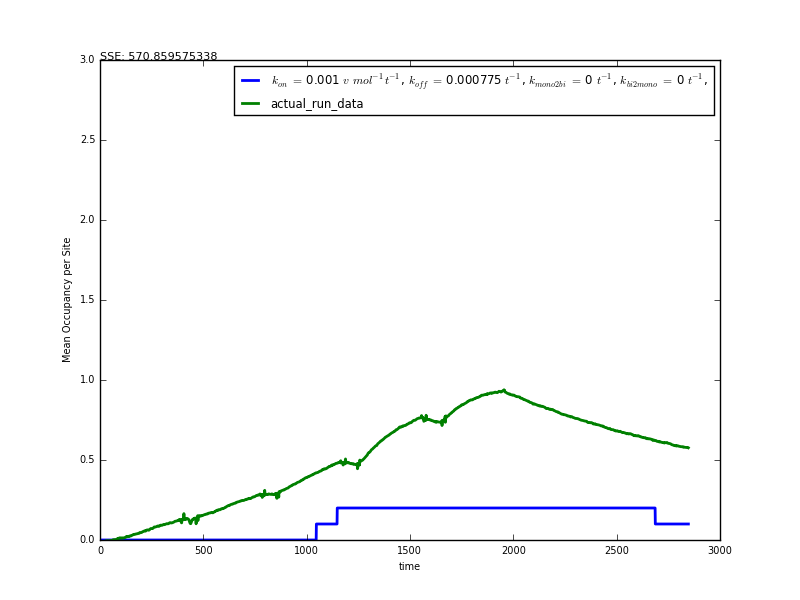 SSE: 570.859575338
k_on = 0.001 v mol^-1 t^-1, k_off = 0.000775 t^-1, k_mono2bi = 0 t^-1, k_bi2mono = 0 t^-1,
actual_run_data
3.0
2.5
2.0
1.5
1.0
0.5
0.0
Mean Occupancy per Site
0 500 1000 1500 2000 2500 3000
time